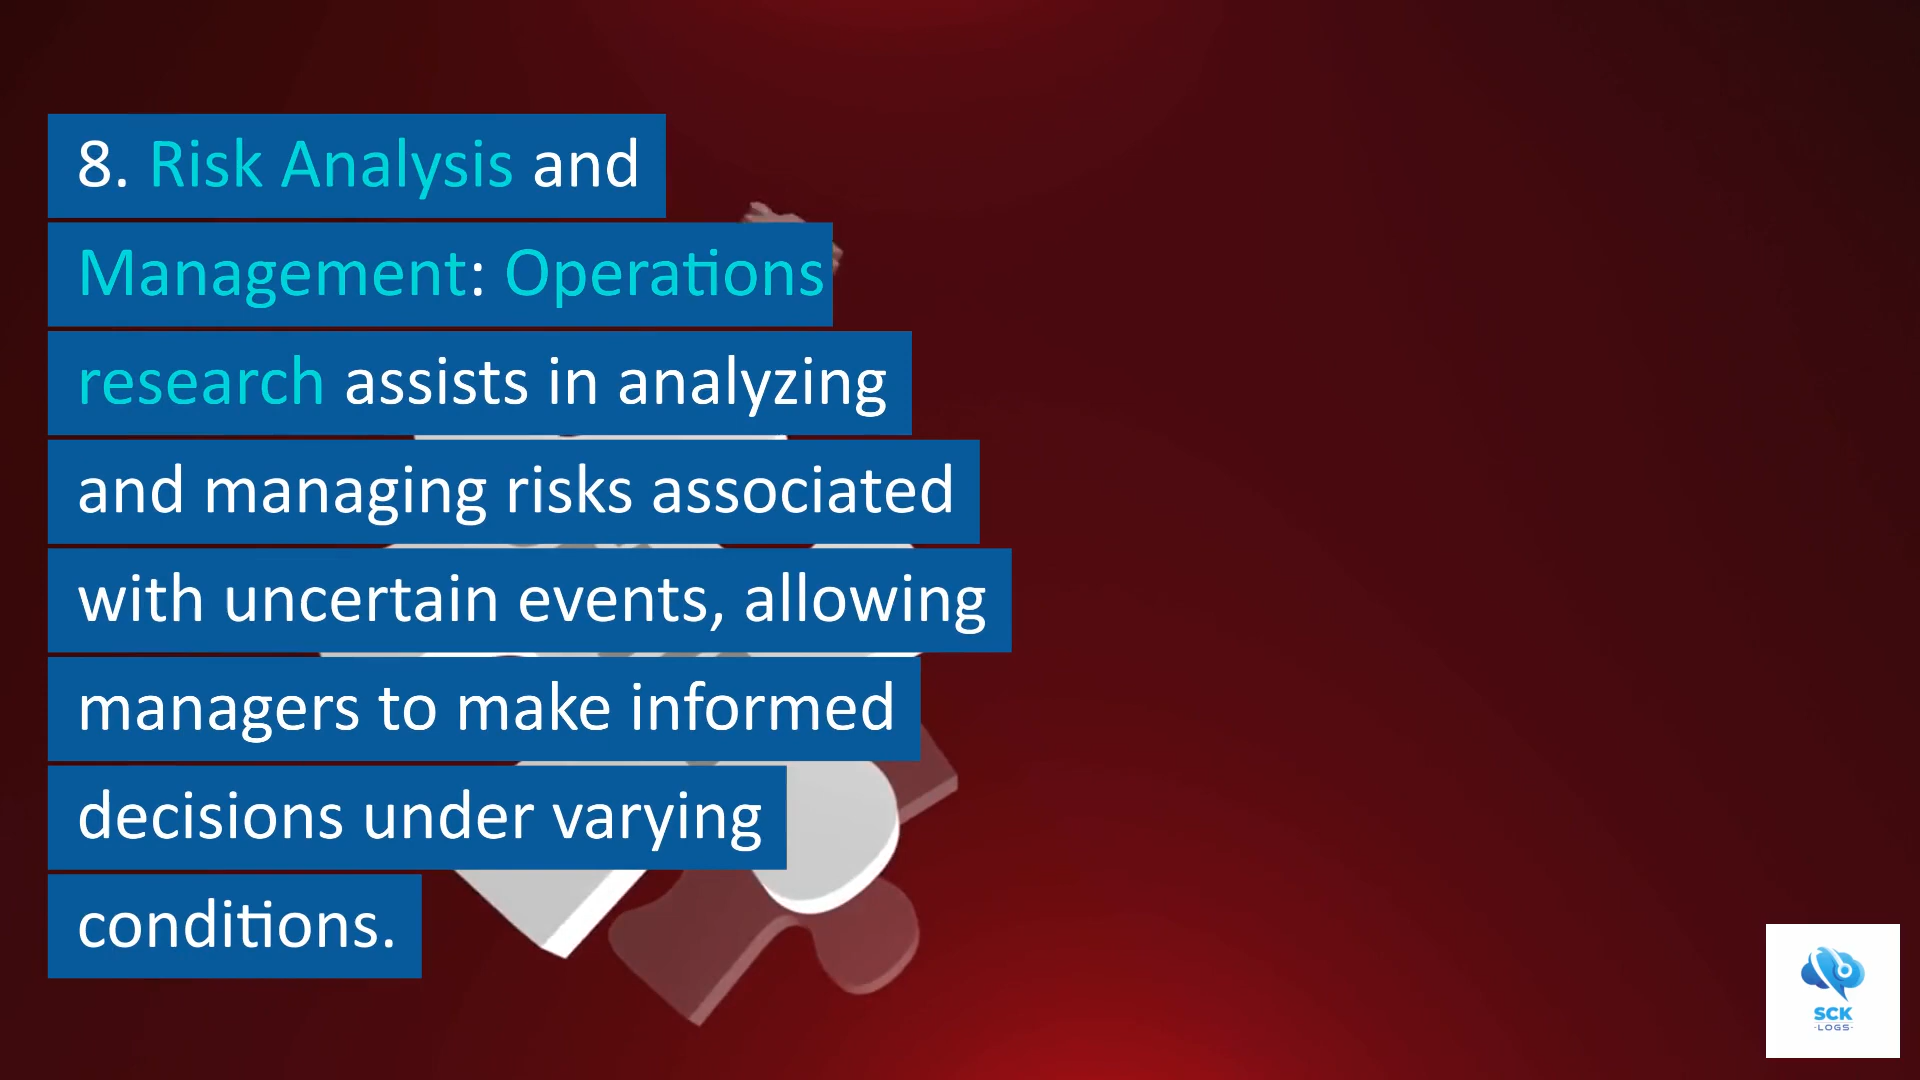 8. Risk Analysis and
Management: Operations
research assists in analyzing
and managing risks associated
with uncertain events, allowing
managers to make informed
decisions under varying
conditions.
SCK
-LOGS-